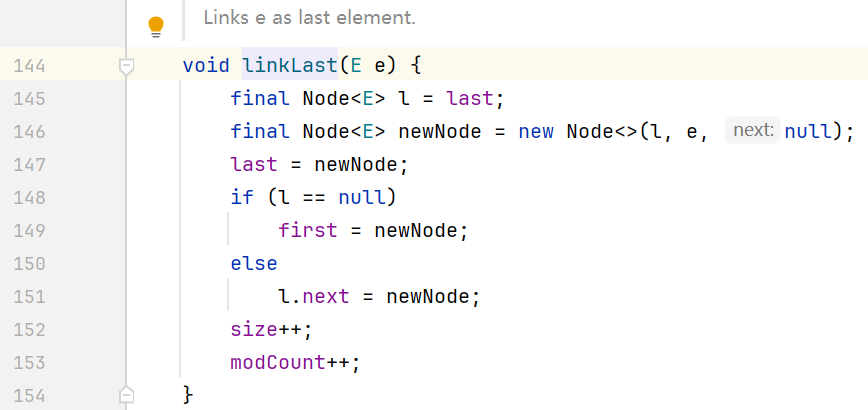 Links e as last element.
144 void linkLast(E e) {
145 final Node<E> l = last;
146 final Node<E> newNode = new Node<>(l, e, next: null);
147 last = newNode;
148 if (l == null)
149 first = newNode;
150 else
151 l.next = newNode;
152 size++;
153 modCount++;
154 }